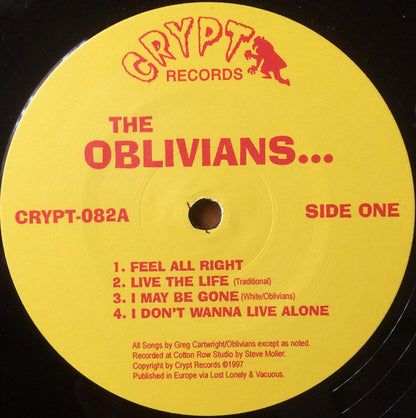 CRYPT
RECORDS
THE
OBLIVIANS...
CRYPT-082A
SIDE ONE
1. FEEL ALL RIGHT
2. LIVE THE LIFE (Traditional)
3. I MAY BE GONE (White/Oblivians)
4. I DON'T WANNA LIVE ALONE
All Songs by Greg Cartwright/Oblivians except as noted.
Recorded at Cotton Row Studio by Steve Moller.
Copyright by Crypt Records ©1997
Published in Europe via Lost Lonely & Vacuous.